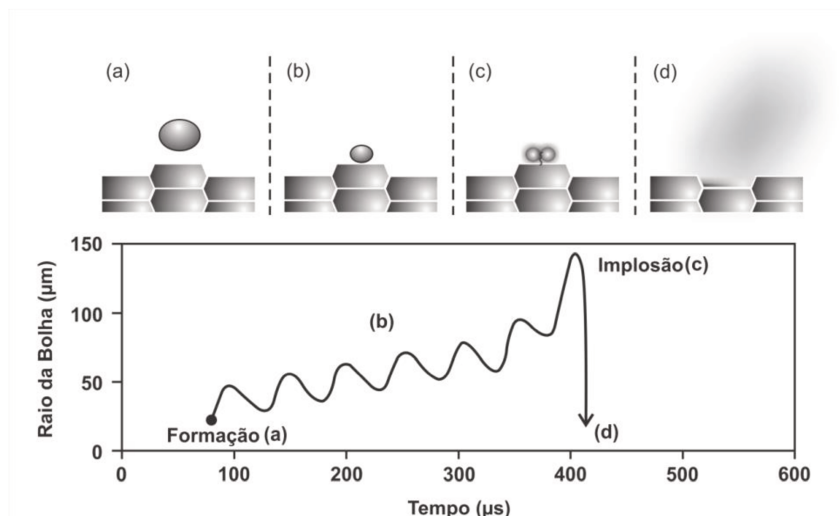 (a)
(b)
(c)
(d)
150
Implosão (c)
100
(b)
50
Formação (a)
(d)
0
0 100 200 300 400 500 600
Raio da Bolha (µm)
Tempo (µs)